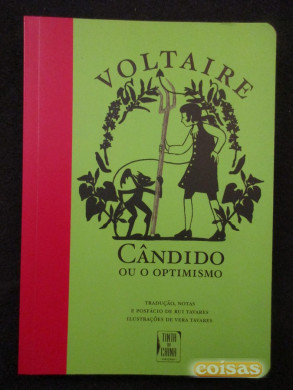 VOLTAIRE
CÂNDIDO
OU O OPTIMISMO
TRADUÇÃO, NOTAS
E POSFÁCIO DE RUI TAVARES
ILUSTRAÇÕES DE VERA TAVARES
TINTA
DA
CHINA
coisas